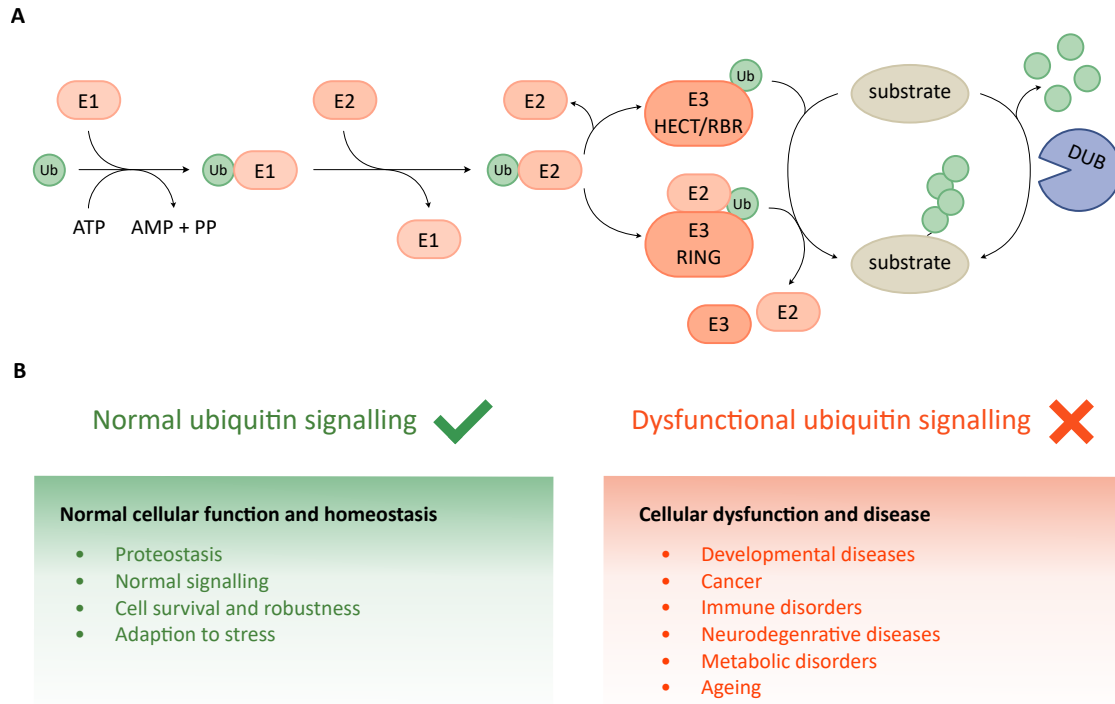 A
E1
E2
E2
E3
HECT/RBR
Ub
substrate
DUB
Ub
Ub
E1
Ub
E2
ATP
AMP + PP
E1
E2
Ub
E3
RING
substrate
E3
E2
B
Normal ubiquitin signalling
Dysfunctional ubiquitin signalling
Normal cellular function and homeostasis
• Proteostasis
• Normal signalling
• Cell survival and robustness
• Adaption to stress
Cellular dysfunction and disease
• Developmental diseases
• Cancer
• Immune disorders
• Neurodegenrative diseases
• Metabolic disorders
• Ageing